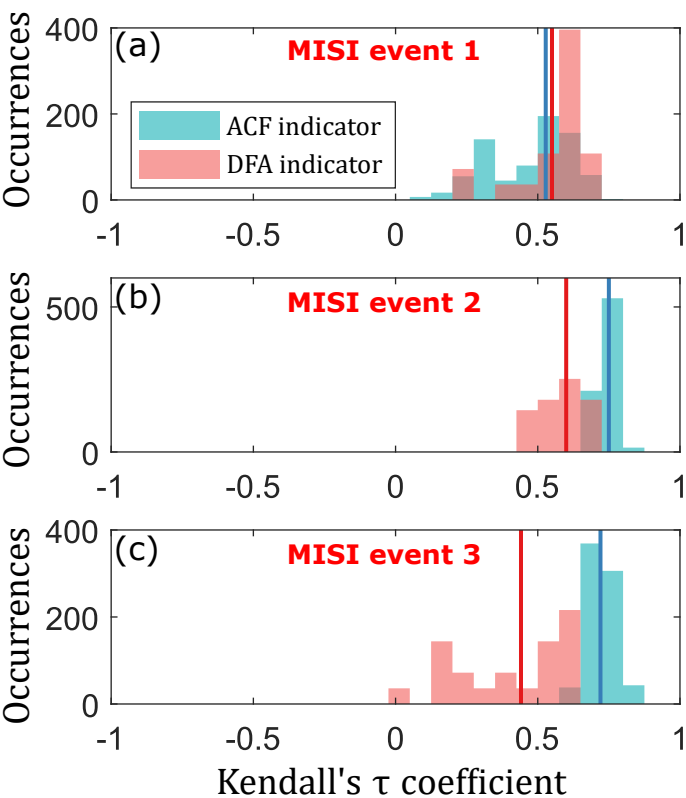 (a)
MISI event 1
ACF indicator
DFA indicator
Occurrences
400
200
0
-1 -0.5 0 0.5 1
(b)
MISI event 2
Occurrences
500
0
-1 -0.5 0 0.5 1
(c)
MISI event 3
Occurrences
400
200
0
-1 -0.5 0 0.5 1
Kendall's τ coefficient